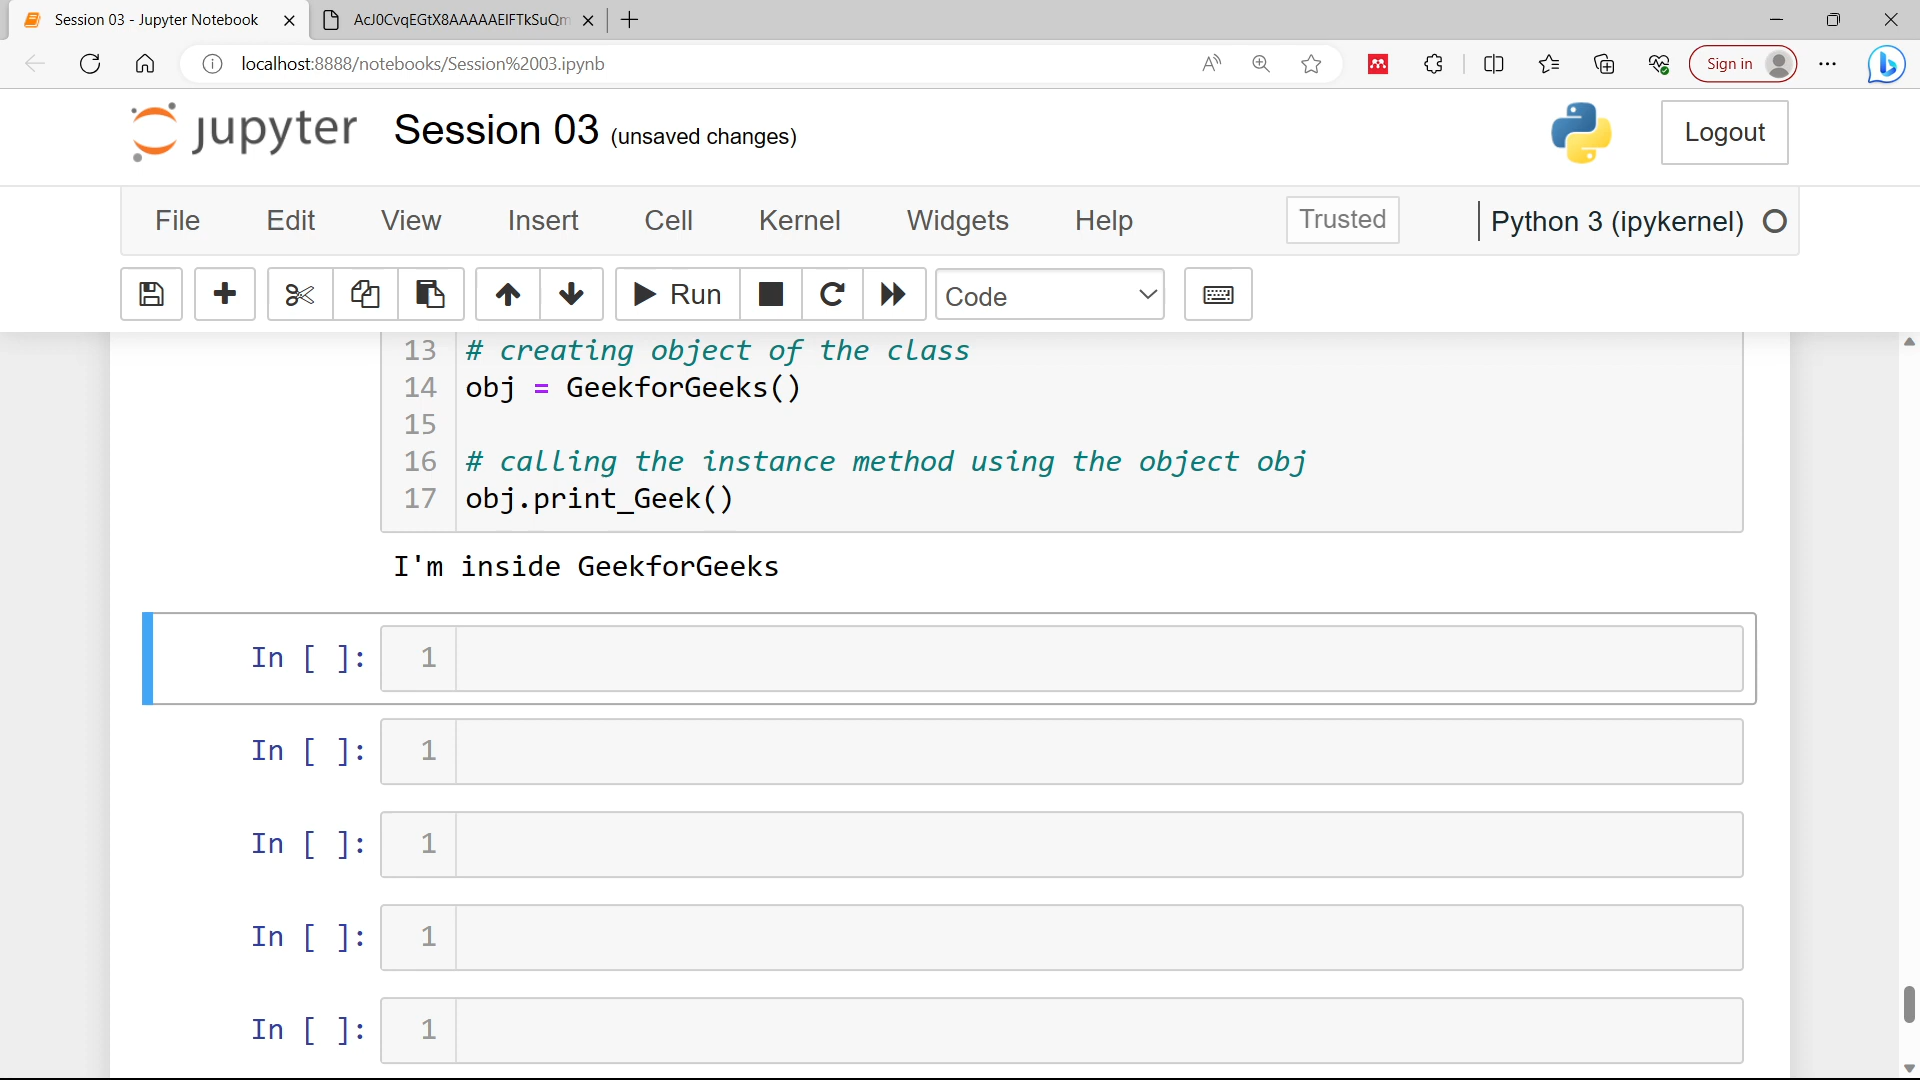 Session 03 - Jupyter Notebook
AcJ0CvqEGtX8AAAAAElFTkSuQm
localhost:8888/notebooks/Session%2003.ipynb
Sign in
jupyter Session 03 (unsaved changes)
Logout
File Edit View Insert Cell Kernel Widgets Help
Trusted
Python 3 (ipykernel)
Run
Code
13 # creating object of the class
14 obj = GeekforGeeks()
15
16 # calling the instance method using the object obj
17 obj.print_Geek()
I'm inside GeekforGeeks
In [ ]: 1
In [ ]: 1
In [ ]: 1
In [ ]: 1
In [ ]: 1